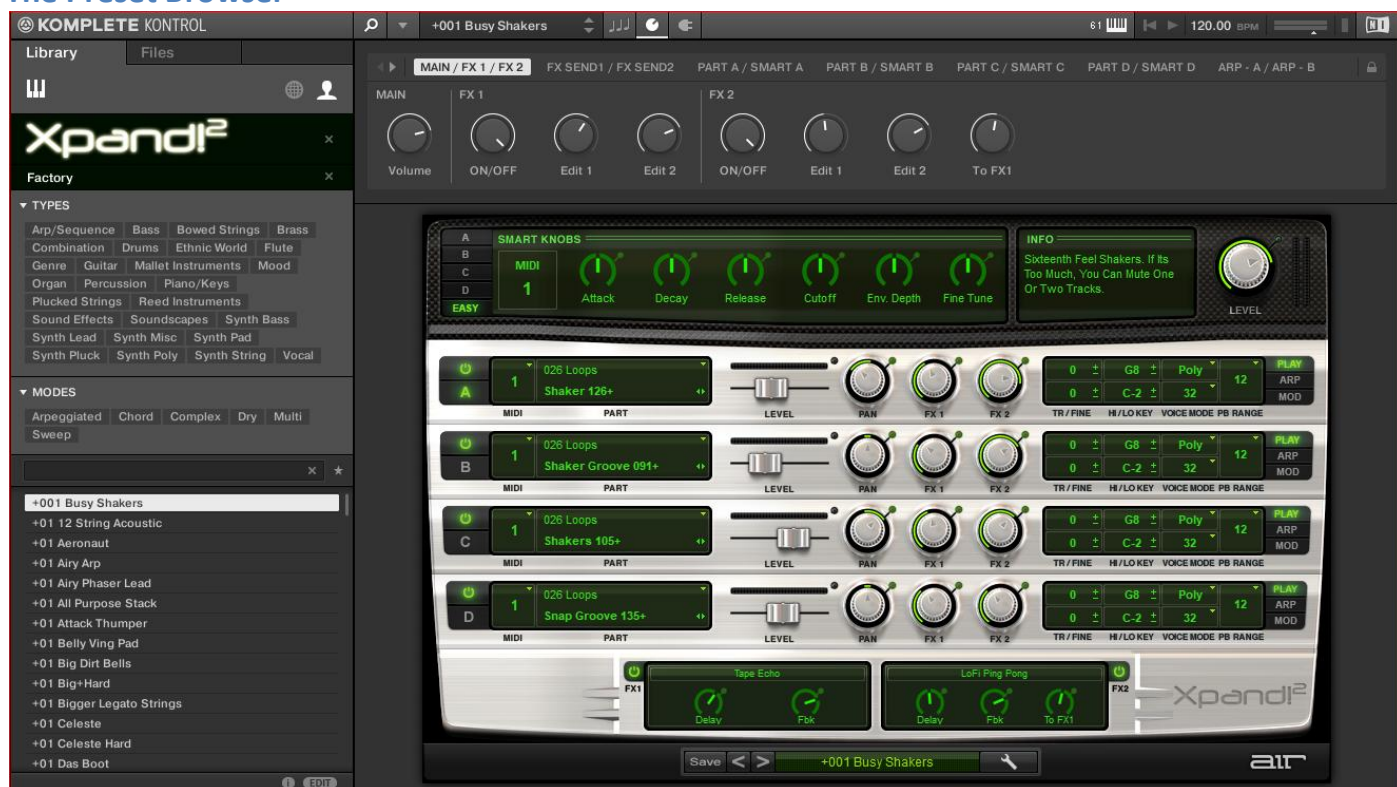 The Preset Browser
KOMPLETE KONTROL
+001 Busy Shakers
61
120.00 BPM
Library Files
MAIN / FX 1 / FX 2 FX SEND1 / FX SEND2 PART A / SMART A PART B / SMART B PART C / SMART C PART D / SMART D ARP - A / ARP - B
MAIN FX 1 FX 2
Volume ON/OFF Edit 1 Edit 2 ON/OFF Edit 1 Edit 2 To FX1
Xpand!2
Factory
TYPES
Arp/Sequence Bass Bowed Strings Brass
Combination Drums Ethnic World Flute
Genre Guitar Mallet Instruments Mood
Organ Percussion Piano/Keys
Plucked Strings Reed Instruments
Sound Effects Soundscapes Synth Bass
Synth Lead Synth Misc Synth Pad
Synth Pluck Synth Poly Synth String Vocal
MODES
Arpeggiated Chord Complex Dry Multi
Sweep
+001 Busy Shakers
+01 12 String Acoustic
+01 Aeronaut
+01 Airy Arp
+01 Airy Phaser Lead
+01 All Purpose Stack
+01 Attack Thumper
+01 Belly Ving Pad
+01 Big Dirt Bells
+01 Big+Hard
+01 Bigger Legato Strings
+01 Celeste
+01 Celeste Hard
+01 Das Boot
EDIT
A
B
C
D
EASY
SMART KNOBS
MIDI
1
Attack Decay Release Cutoff Env. Depth Fine Tune
INFO
Sixteenth Feel Shakers. If Its
Too Much, You Can Mute One
Or Two Tracks.
LEVEL
A 1 026 Loops 0 G8 Poly 12 PLAY
Shaker 126+ 0 C-2 32 ARP
MOD
MIDI PART LEVEL PAN FX 1 FX 2 TR / FINE HI / LO KEY VOICE MODE PB RANGE
B 1 026 Loops 0 G8 Poly 12 PLAY
Shaker Groove 091+ 0 C-2 32 ARP
MOD
MIDI PART LEVEL PAN FX 1 FX 2 TR / FINE HI / LO KEY VOICE MODE PB RANGE
C 1 026 Loops 0 G8 Poly 12 PLAY
Shakers 105+ 0 C-2 32 ARP
MOD
MIDI PART LEVEL PAN FX 1 FX 2 TR / FINE HI / LO KEY VOICE MODE PB RANGE
D 1 026 Loops 0 G8 Poly 12 PLAY
Snap Groove 135+ 0 C-2 32 ARP
MOD
MIDI PART LEVEL PAN FX 1 FX 2 TR / FINE HI / LO KEY VOICE MODE PB RANGE
FX1 Tape Echo LoFi Ping Pong FX2
Delay Fbk Delay Fbk To FX1
Xpand!2
Save < > +001 Busy Shakers
air